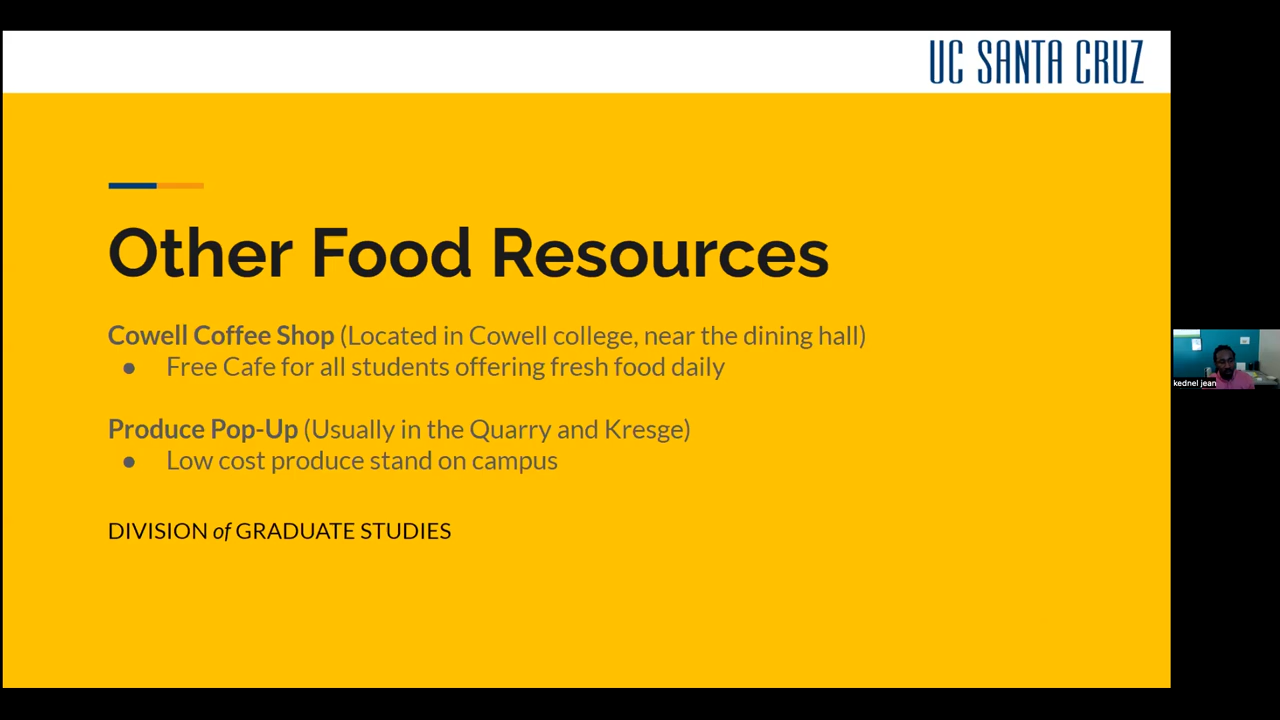 UC SANTA CRUZ
Other Food Resources
Cowell Coffee Shop (Located in Cowell college, near the dining hall)
● Free Cafe for all students offering fresh food daily
Produce Pop-Up (Usually in the Quarry and Kresge)
● Low cost produce stand on campus
DIVISION of GRADUATE STUDIES
kednel jean